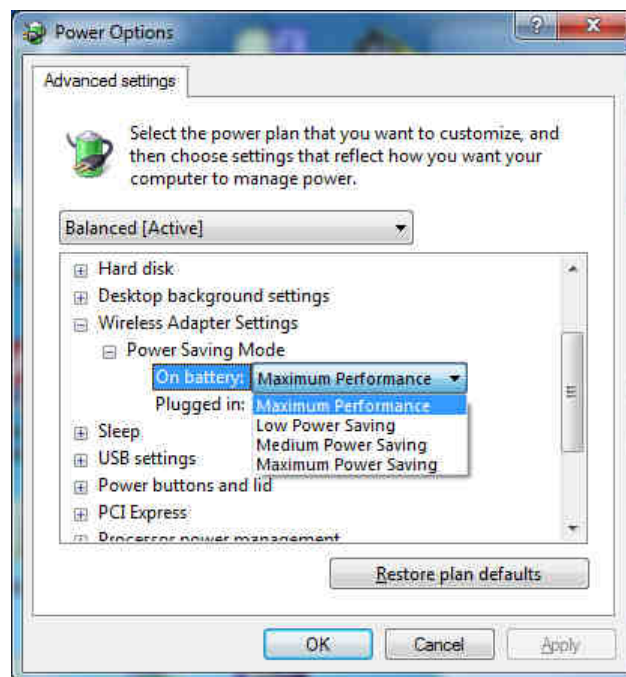 Power Options
Advanced settings
Select the power plan that you want to customize, and
then choose settings that reflect how you want your
computer to manage power.
Balanced [Active]
Hard disk
Desktop background settings
Wireless Adapter Settings
Power Saving Mode
On battery: Maximum Performance
Plugged in: Maximum Performance
Low Power Saving
Sleep
Medium Power Saving
USB settings
Maximum Power Saving
Power buttons and lid
PCI Express
Processor power management
Restore plan defaults
OK Cancel Apply